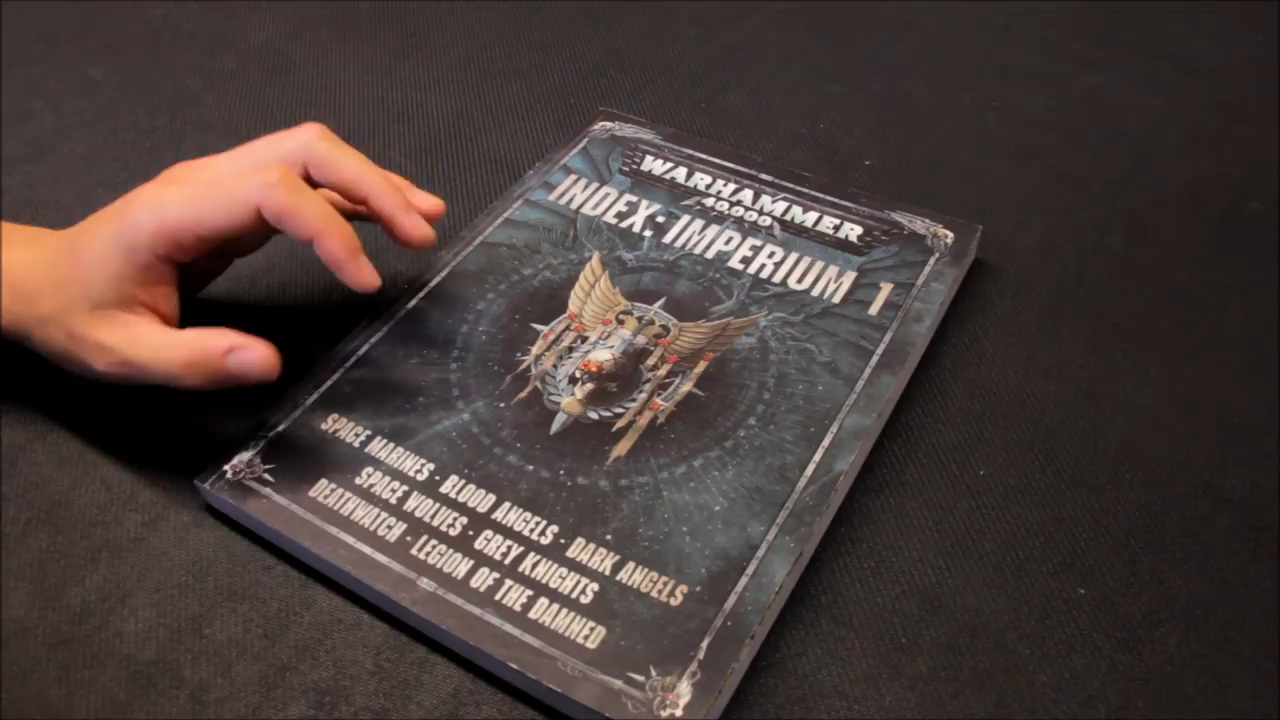 WARHAMMER
40,000
INDEX: IMPERIUM 1
SPACE MARINES · BLOOD ANGELS · DARK ANGELS
SPACE WOLVES · GREY KNIGHTS
DEATHWATCH · LEGION OF THE DAMNED